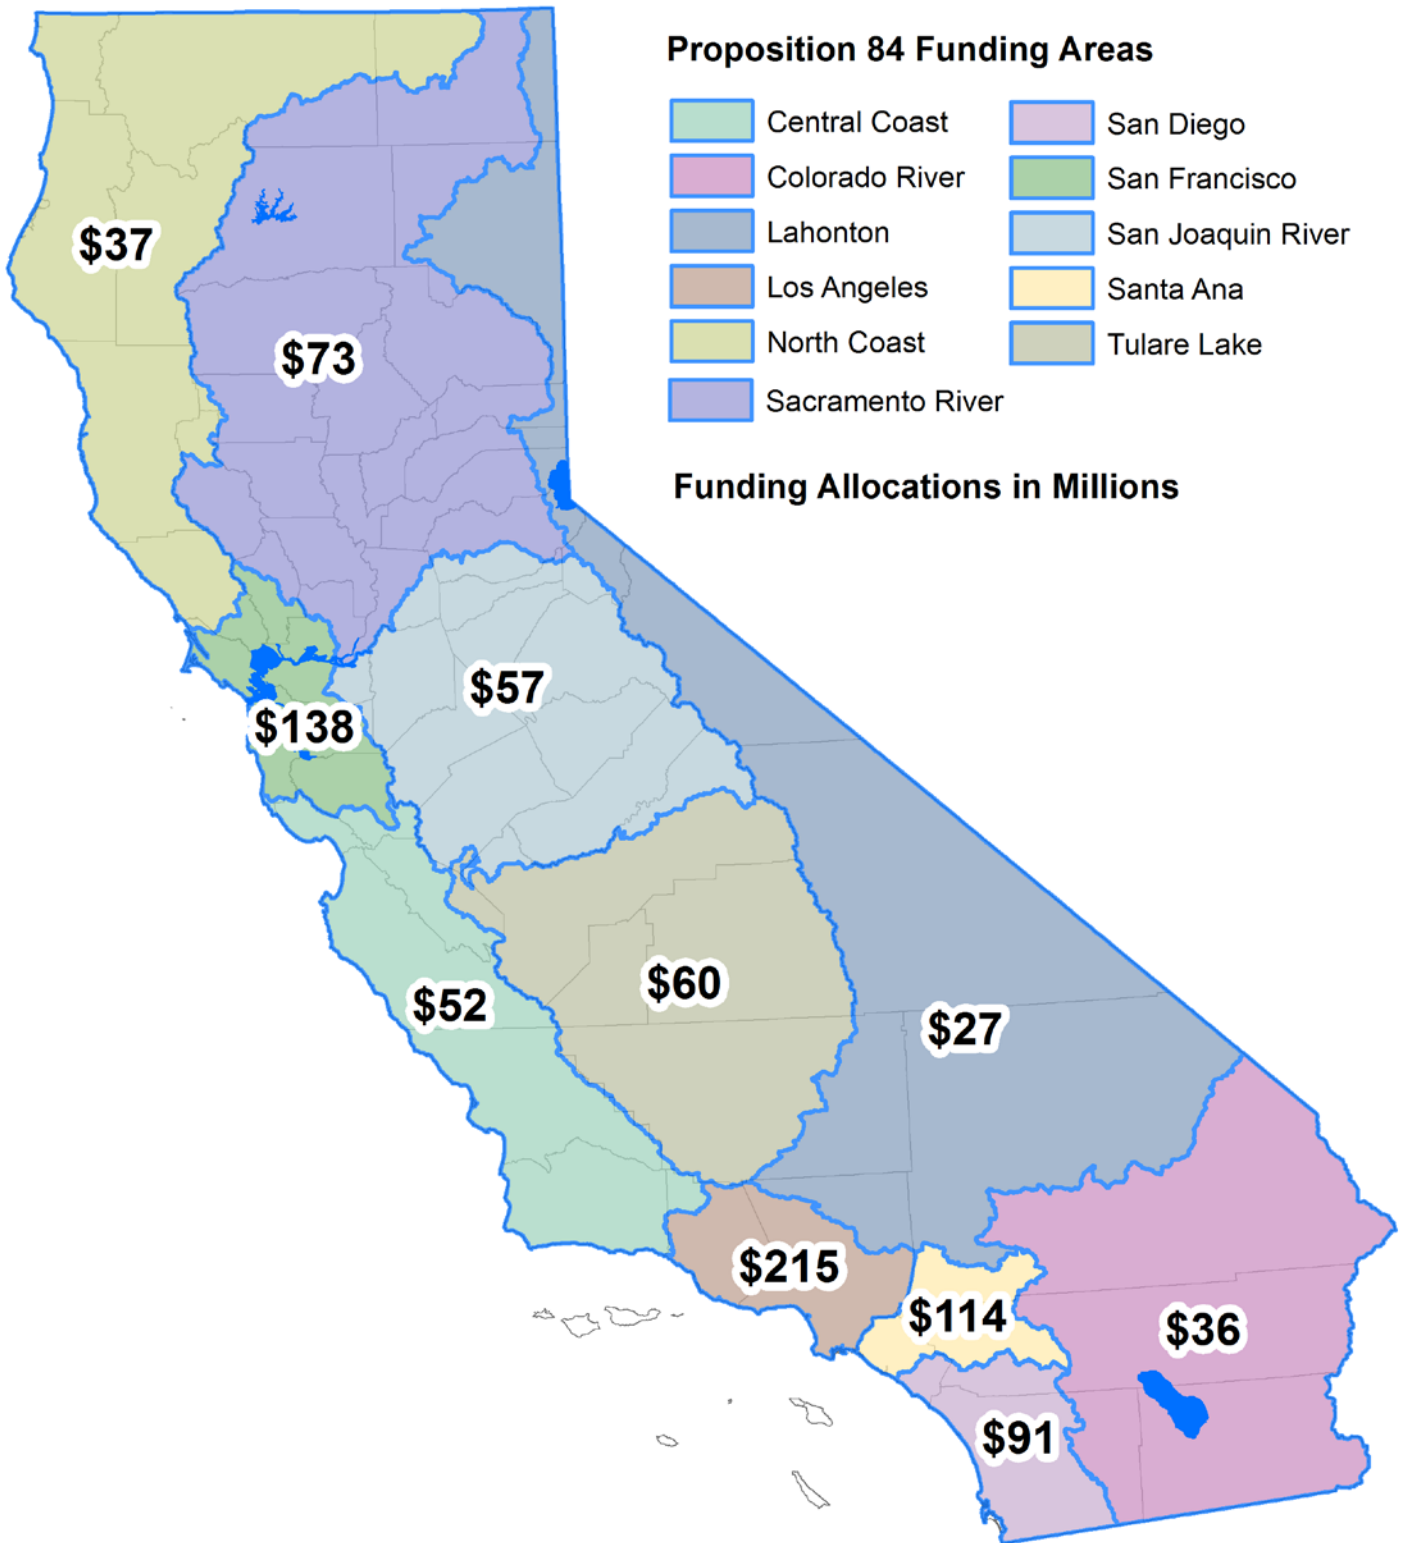 Proposition 84 Funding Areas
Central Coast
Colorado River
Lahonton
Los Angeles
North Coast
Sacramento River
San Diego
San Francisco
San Joaquin River
Santa Ana
Tulare Lake
Funding Allocations in Millions
$37
$73
$57
$138
$60
$52
$27
$215
$114
$36
$91